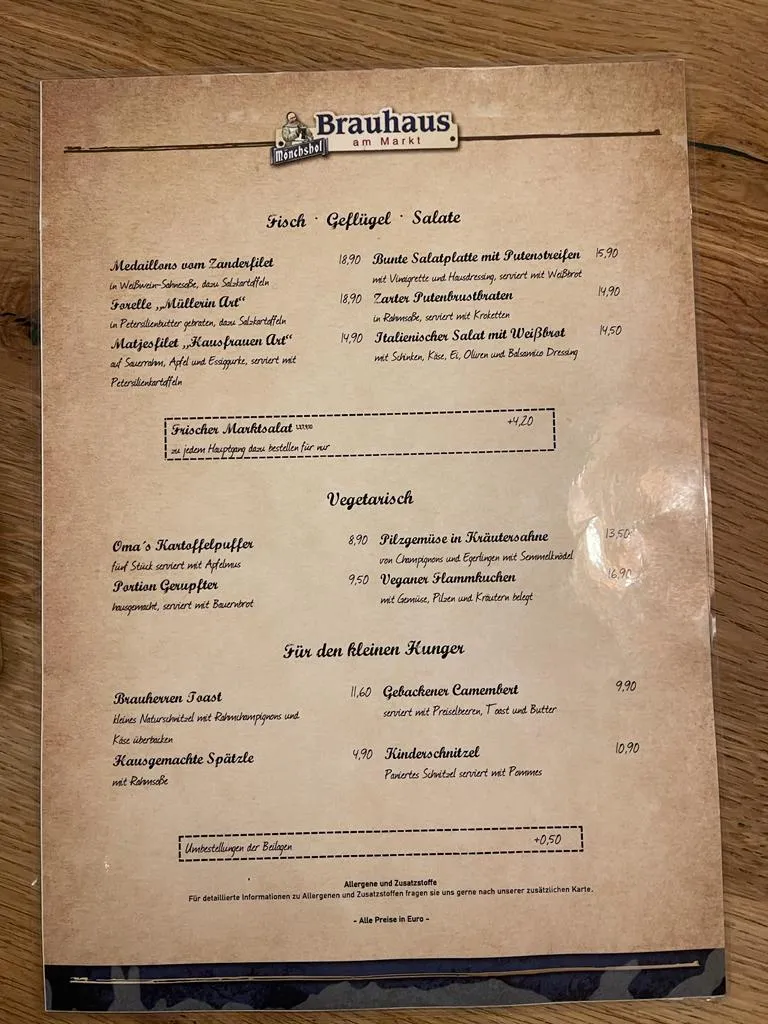 Brauhaus
am Markt
Mönchshof
Fisch · Geflügel · Salate
Medaillons vom Zanderfilet 18,90
in Weißwein-Sahnesoße, dazu Salzkartoffeln
Forelle „Müllerin Art“ 18,90
in Petersilienbutter gebraten, dazu Salzkartoffeln
Matjesfilet „Hausfrauen Art“ 14,90
auf Sauerrahm, Apfel und Essiggurke, serviert mit
Petersilienkartoffeln
Bunte Salatplatte mit Putenstreifen 15,90
mit Vinaigrette und Hausdressing, serviert mit Weißbrot
Zarter Putenbrustbraten 14,90
in Rahmsoße, serviert mit Kroketten
Italienischer Salat mit Weißbrot 14,50
mit Schinken, Käse, Ei, Oliven und Balsamico Dressing
Frischer Marktsalat +4,20
zu jedem Hauptgang dazu bestellen für nur
Vegetarisch
Oma´s Kartoffelpuffer 8,90
fünf Stück serviert mit Apfelmus
Portion Gerupfter 9,50
hausgemacht, serviert mit Bauernbrot
Pilzgemüse in Kräutersahne 13,50
von Champignons und Egerlingen mit Semmelknödel
Veganer Flammkuchen 16,90
mit Gemüse, Pilzen und Kräutern belegt
Für den kleinen Hunger
Brauherren Toast 11,60
kleines Naturschnitzel mit Rahmchampignons und
Käse überbacken
Hausgemachte Spätzle 4,90
mit Rahmsoße
Gebackener Camembert 9,90
serviert mit Preiselbeeren, Toast und Butter
Kinderschnitzel 10,90
Paniertes Schnitzel serviert mit Pommes
Umbestellungen der Beilagen +0,50
Allergene und Zusatzstoffe
Für detaillierte Informationen zu Allergenen und Zusatzstoffen fragen sie uns gerne nach unserer zusätzlichen Karte.
- Alle Preise in Euro -